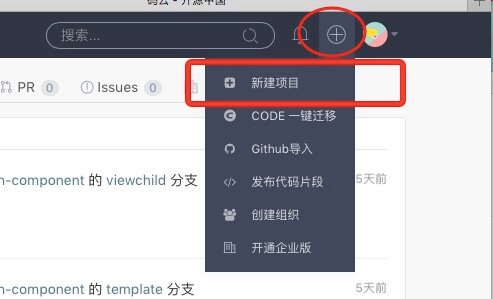 码云 - 开源中国
搜索...
PR 0 Issues 0
新建项目
CODE 一键迁移
Github导入
发布代码片段
创建组织
开通企业版
n-component 的 viewchild 分支 5天前
n-component 的 template 分支 5天前